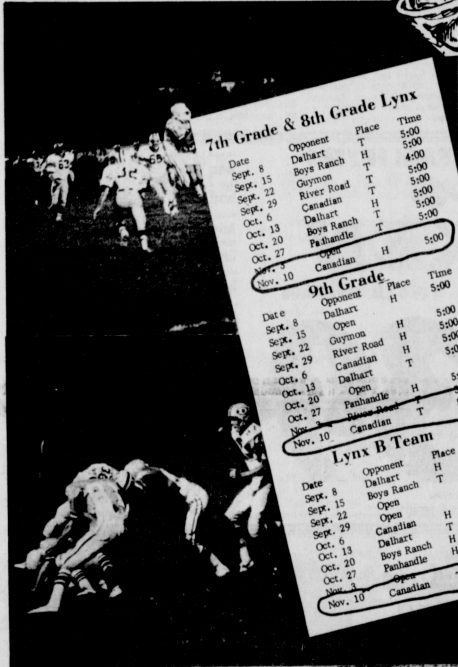 7th Grade & 8th Grade Lynx
Date Opponent Place Time
Sept. 8 Dalhart T 5:00
Sept. 15 Boys Ranch H 5:00
Sept. 22 Guymon T 4:00
Sept. 29 River Road T 5:00
Oct. 6 Canadian T 5:00
Oct. 13 Dalhart H 5:00
Oct. 20 Boys Ranch T 5:00
Oct. 27 Panhandle T 5:00
Nov. 3 Open
Nov. 10 Canadian H 5:00
9th Grade
Date Opponent Place Time
Sept. 8 Dalhart H 5:00
Sept. 15 Open
Sept. 22 Guymon H 5:00
Sept. 29 River Road H 5:00
Oct. 6 Canadian H
Oct. 13 Dalhart T
Oct. 20 Open
Oct. 27 Panhandle H
Nov. 3 River Road T
Nov. 10 Canadian T
Lynx B Team
Date Opponent Place
Sept. 8 Dalhart H
Sept. 15 Boys Ranch T
Sept. 22 Open
Sept. 29 Open
Oct. 6 Canadian H
Oct. 13 Dalhart T
Oct. 20 Boys Ranch H
Oct. 27 Panhandle H
Nov. 3 Open
Nov. 10 Canadian